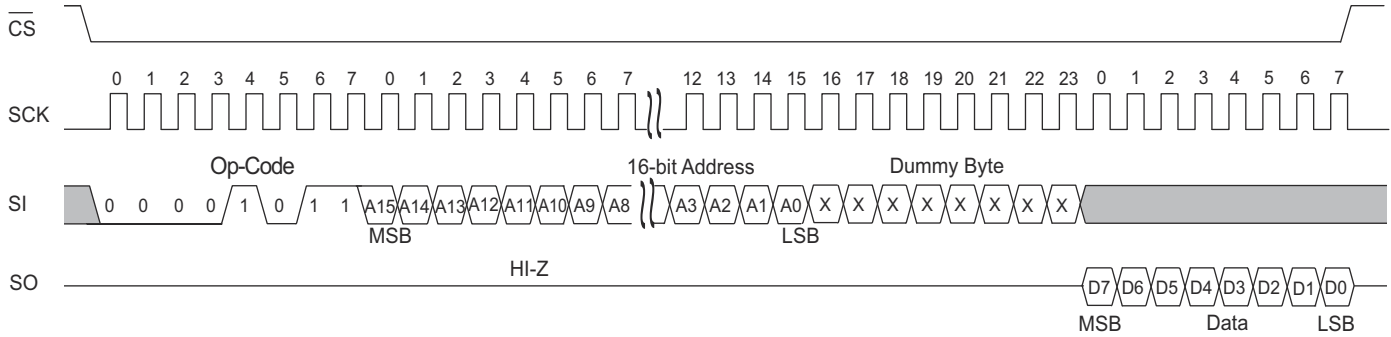 CS
0 1 2 3 4 5 6 7 0 1 2 3 4 5 6 7 12 13 14 15 16 17 18 19 20 21 22 23 0 1 2 3 4 5 6 7
SCK
Op-Code 16-bit Address Dummy Byte
SI 0 0 0 0 1 0 1 1 A15 A14 A13 A12 A11 A10 A9 A8 A3 A2 A1 A0 X X X X X X X X
MSB LSB
HI-Z
SO D7 D6 D5 D4 D3 D2 D1 D0
MSB Data LSB